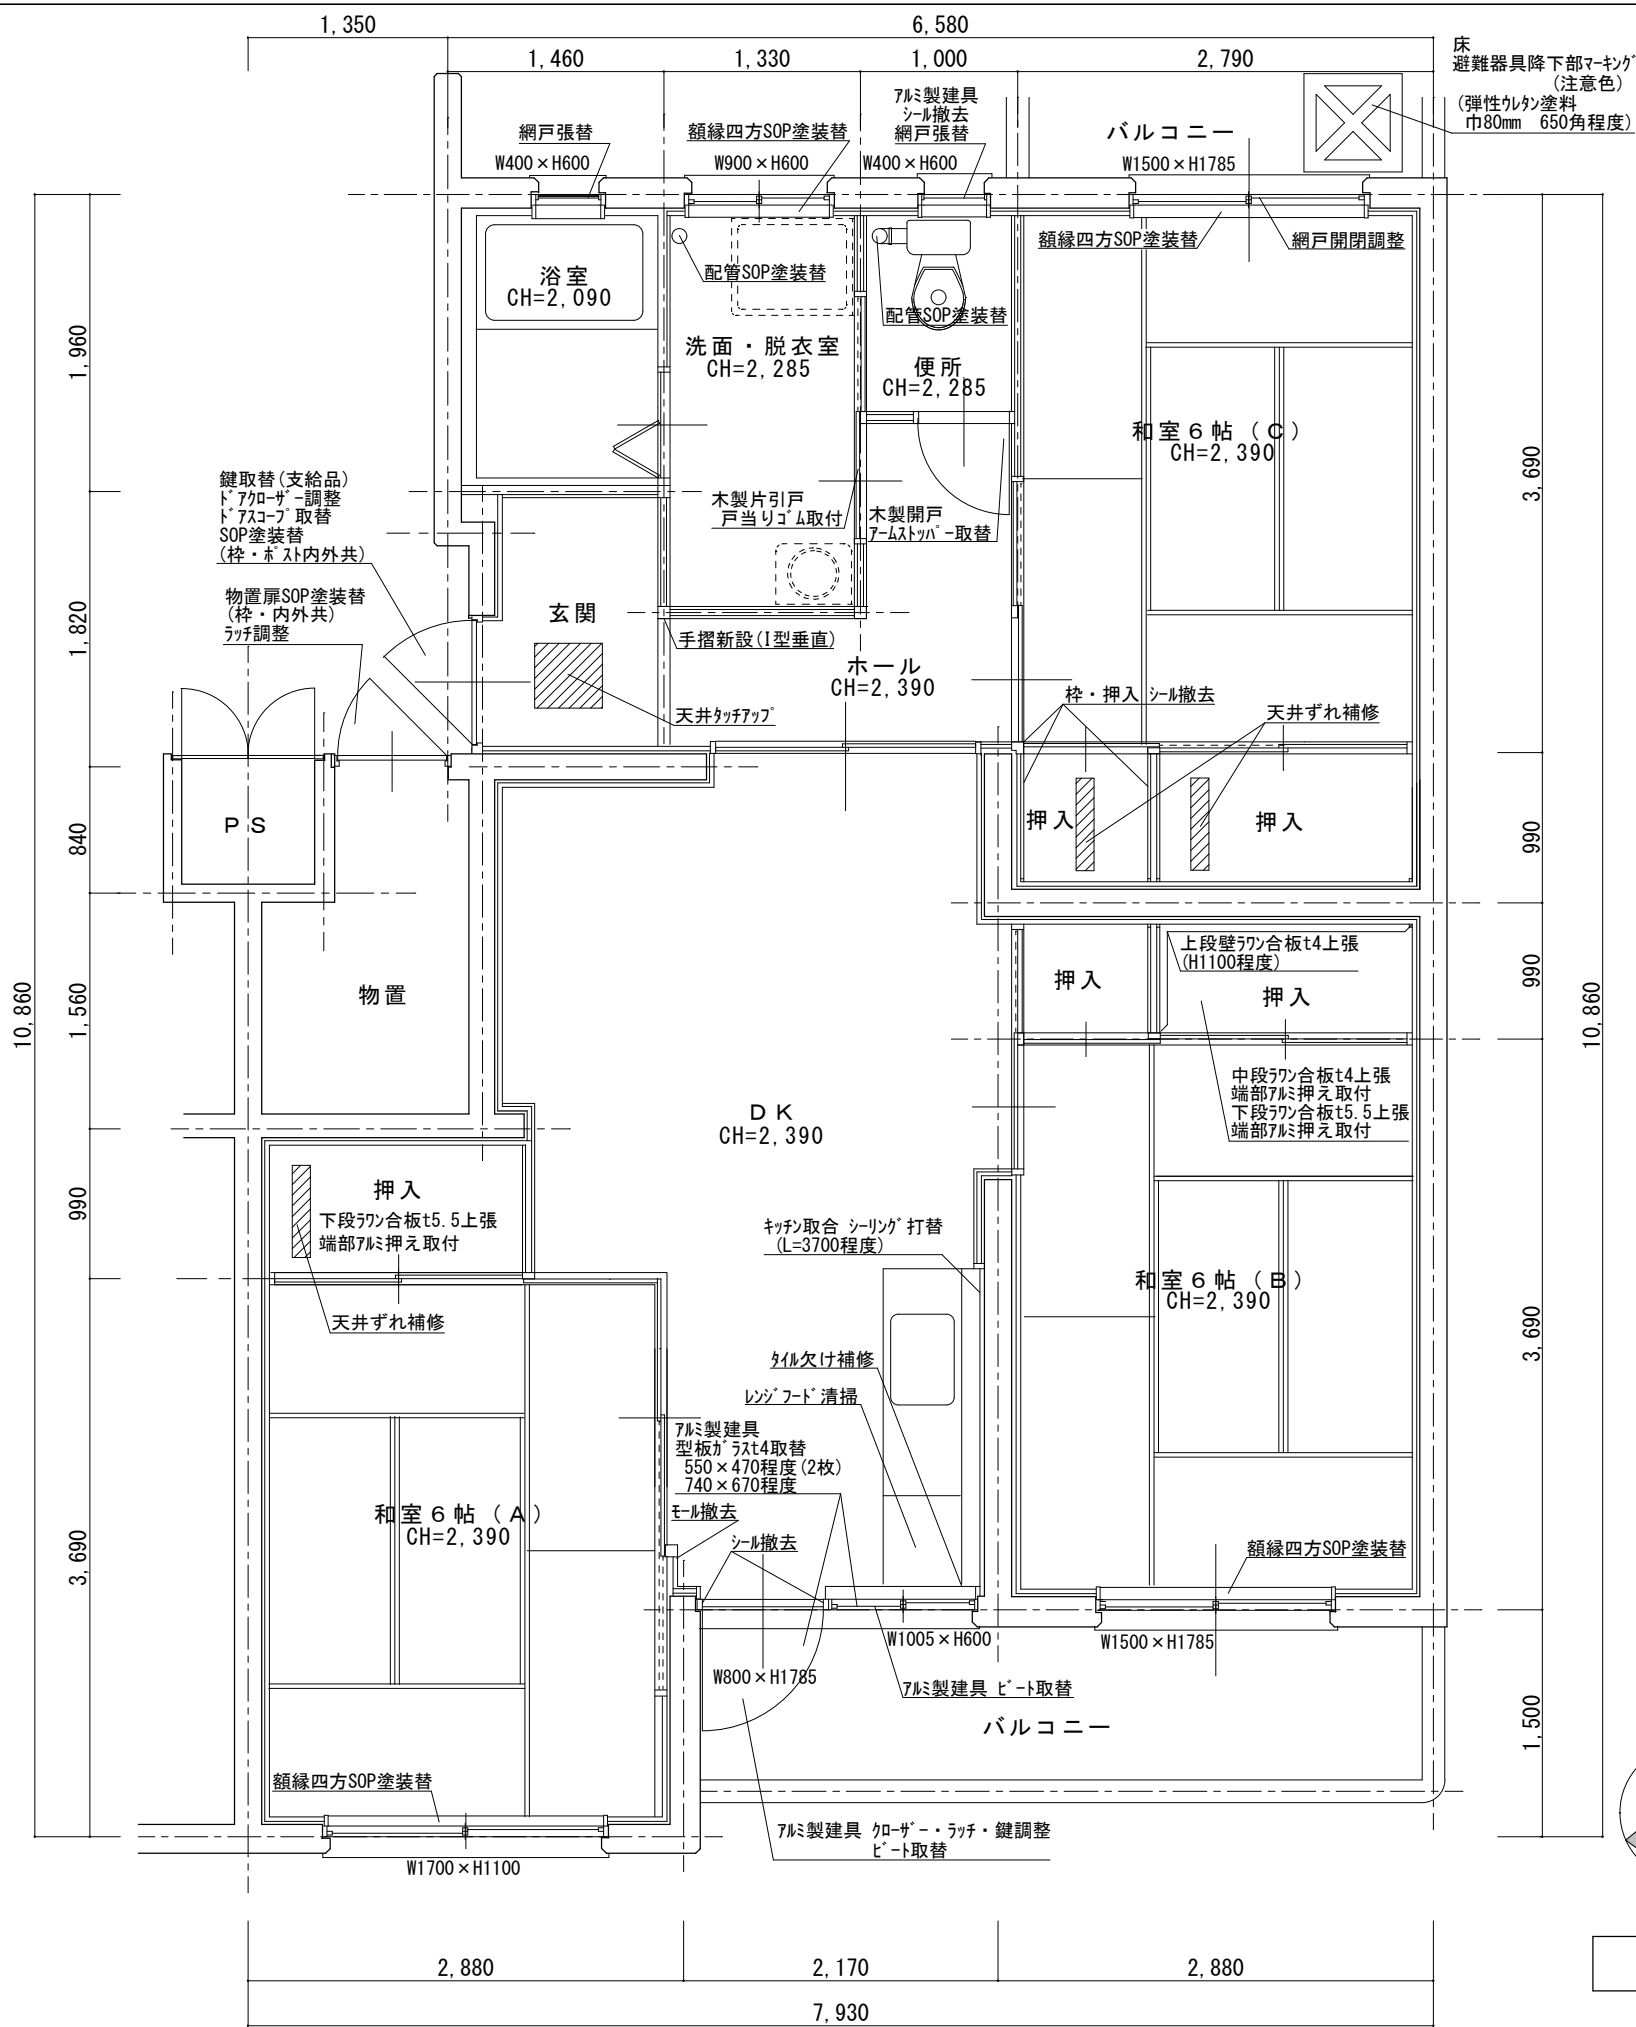 1,350
6,580
1,460
1,330
1,000
2,790
床
避難器具降下部マーキング
(注意色)
(弾性ウレタン塗料
巾80mm 650角程度)
アルミ製建具
シール撤去
網戸張替
網戸張替
額縁四方SOP塗装替
バルコニー
W400×H600
W900×H600
W400×H600
W1500×H1785
額縁四方SOP塗装替
網戸開閉調整
浴室
CH=2,090
配管SOP塗装替
配管SOP塗装替
洗面・脱衣室
CH=2,285
便所
CH=2,285
1,960
和室6帖(C)
CH=2,390
3,690
鍵取替(支給品)
ドアクローザー調整
ドアスコープ取替
SOP塗装替
(枠・ポスト内外共)
木製片引戸
戸当りゴム取付
木製開戸
アームストッパー取替
物置扉SOP塗装替
(枠・内外共)
ラッチ調整
玄関
1,820
手摺新設(I型垂直)
ホール
CH=2,390
枠・押入 シール撤去
天井ずれ補修
天井タッチアップ
PS
840
押入
押入
990
10,860
1,560
物置
上段壁ラワン合板t4上張
(H1100程度)
押入
押入
990
10,860
中段ラワン合板t4上張
端部アルミ押え取付
下段ラワン合板t5.5上張
端部アルミ押え取付
DK
CH=2,390
990
押入
下段ラワン合板t5.5上張
端部アルミ押え取付
キッチン取合 シーリング打替
(L=3700程度)
和室6帖(B)
CH=2,390
天井ずれ補修
3,690
タイル欠け補修
レンジフード清掃
アルミ製建具
型板ガラスt4取替
550×470程度(2枚)
740×670程度
モール撤去
シール撤去
和室6帖(A)
CH=2,390
3,690
額縁四方SOP塗装替
W1005×H600
W1500×H1785
W800×H1785
アルミ製建具 ビート取替
バルコニー
1,500
額縁四方SOP塗装替
アルミ製建具 クローザー・ラッチ・鍵調整
ビート取替
W1700×H1100
2,880
2,170
2,880
7,930